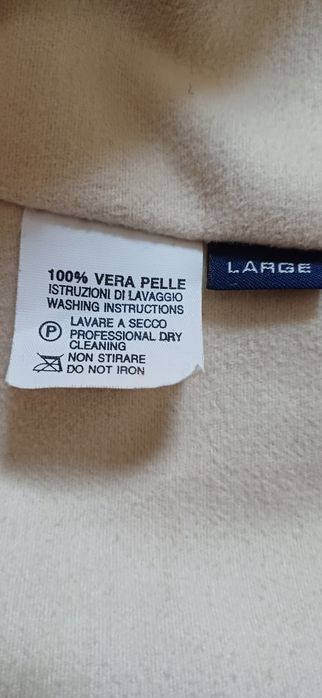 100% VERA PELLE
ISTRUZIONI DI LAVAGGIO
WASHING INSTRUCTIONS
P LAVARE A SECCO
PROFESSIONAL DRY
CLEANING
NON STIRARE
DO NOT IRON
LARGE